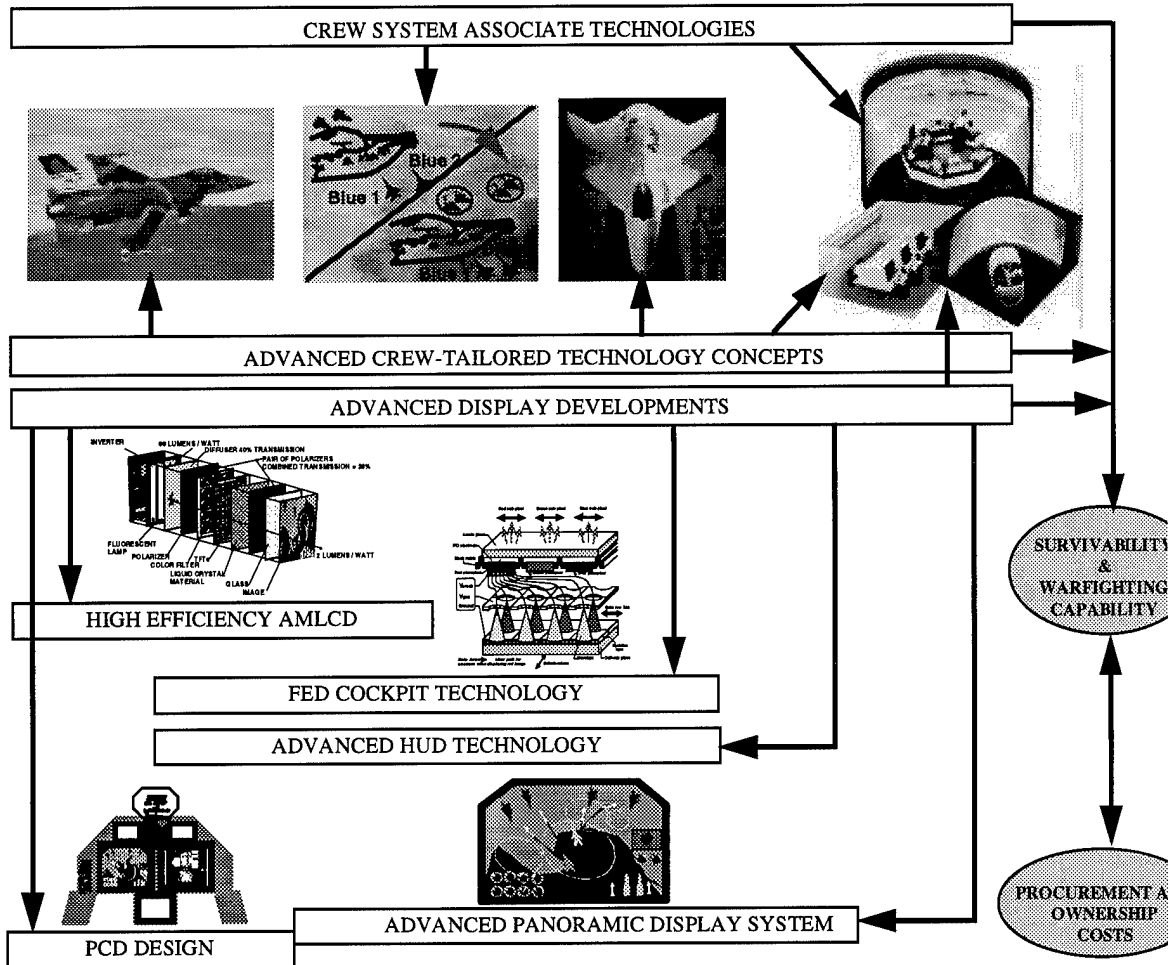 CREW SYSTEM ASSOCIATE TECHNOLOGIES
Blue 2
Blue 1
ADVANCED CREW-TAILORED TECHNOLOGY CONCEPTS
ADVANCED DISPLAY DEVELOPMENTS
INVERTER
LUMENS / WATT
DIFFUSER 40% TRANSMISSION
PAIR OF POLARIZERS
COMBINED TRANSMISSION
FLUORESCENT
LAMP
POLARIZER
COLOR FILTER
TFTs
LIQUID CRYSTAL
MATERIAL
GLASS
IMAGE
2 LUMENS / WATT
HIGH EFFICIENCY AMLCD
FED COCKPIT TECHNOLOGY
ADVANCED HUD TECHNOLOGY
SURVIVABILITY
&
WARFIGHTING
CAPABILITY
PROCUREMENT A
OWNERSHIP
COSTS
ADVANCED PANORAMIC DISPLAY SYSTEM
PCD DESIGN